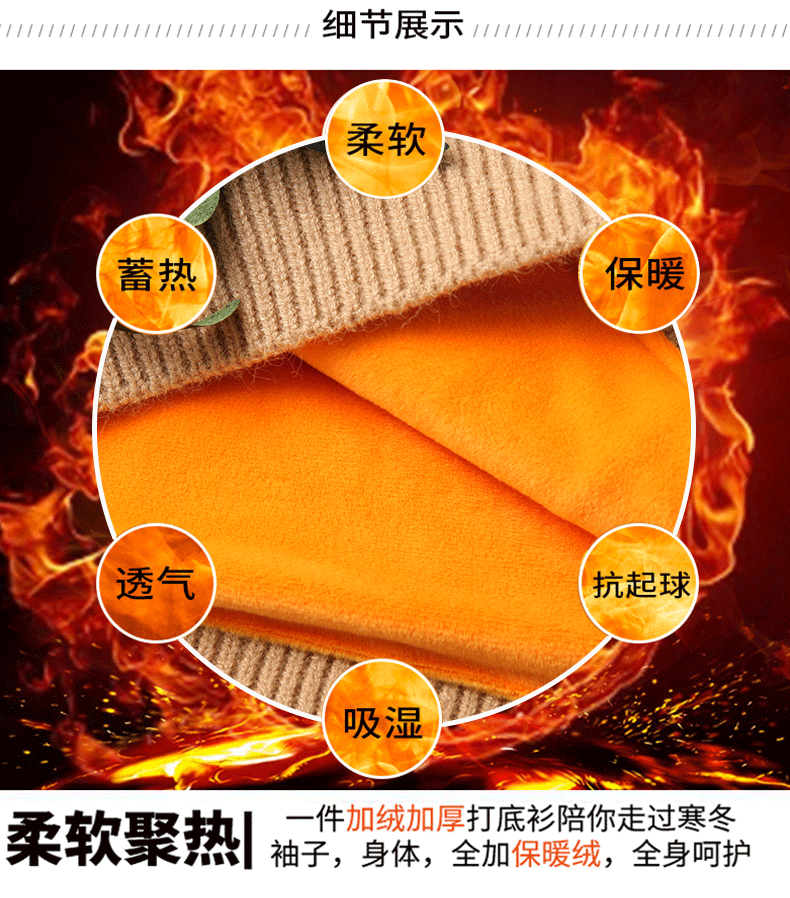 细节展示
柔软
蓄热
保暖
透气
抗起球
吸湿
柔软聚热
一件加绒加厚打底衫陪你走过寒冬
袖子，身体，全加保暖绒，全身呵护